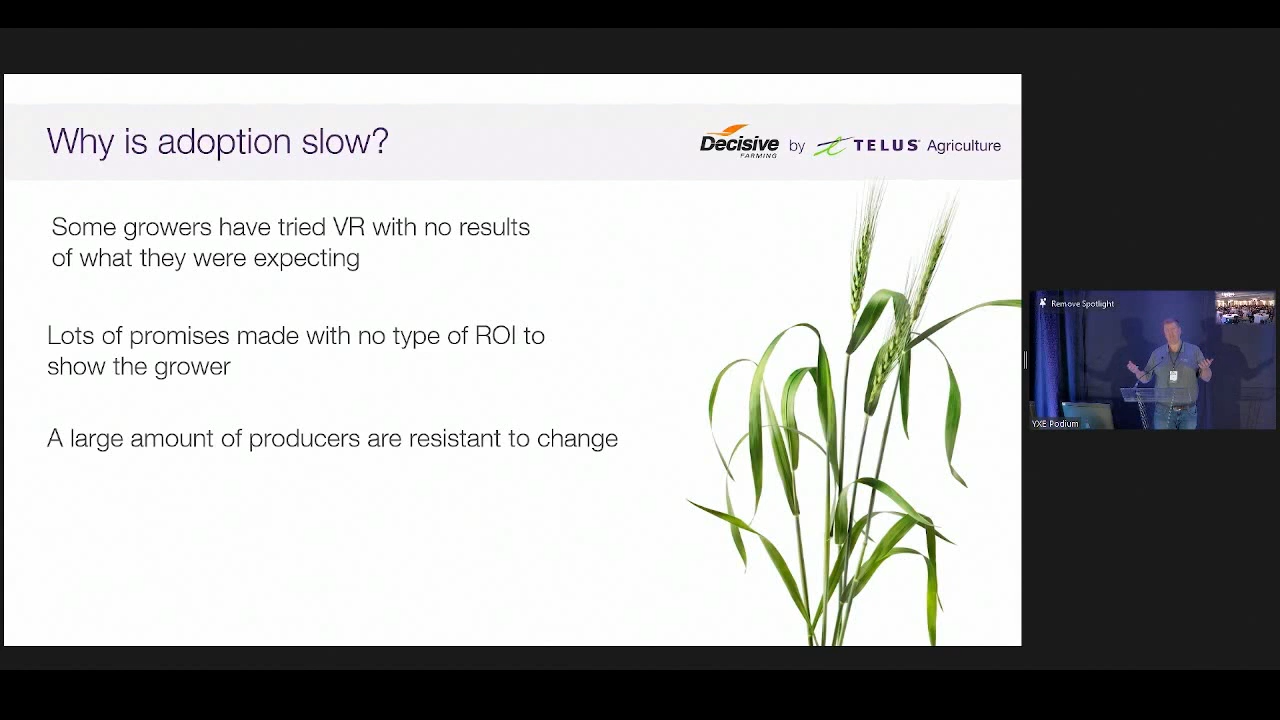 Why is adoption slow?
Decisive FARMING by TELUS Agriculture
Some growers have tried VR with no results
of what they were expecting
Lots of promises made with no type of ROI to
show the grower
A large amount of producers are resistant to change
Remove Spotlight
YXE Podium